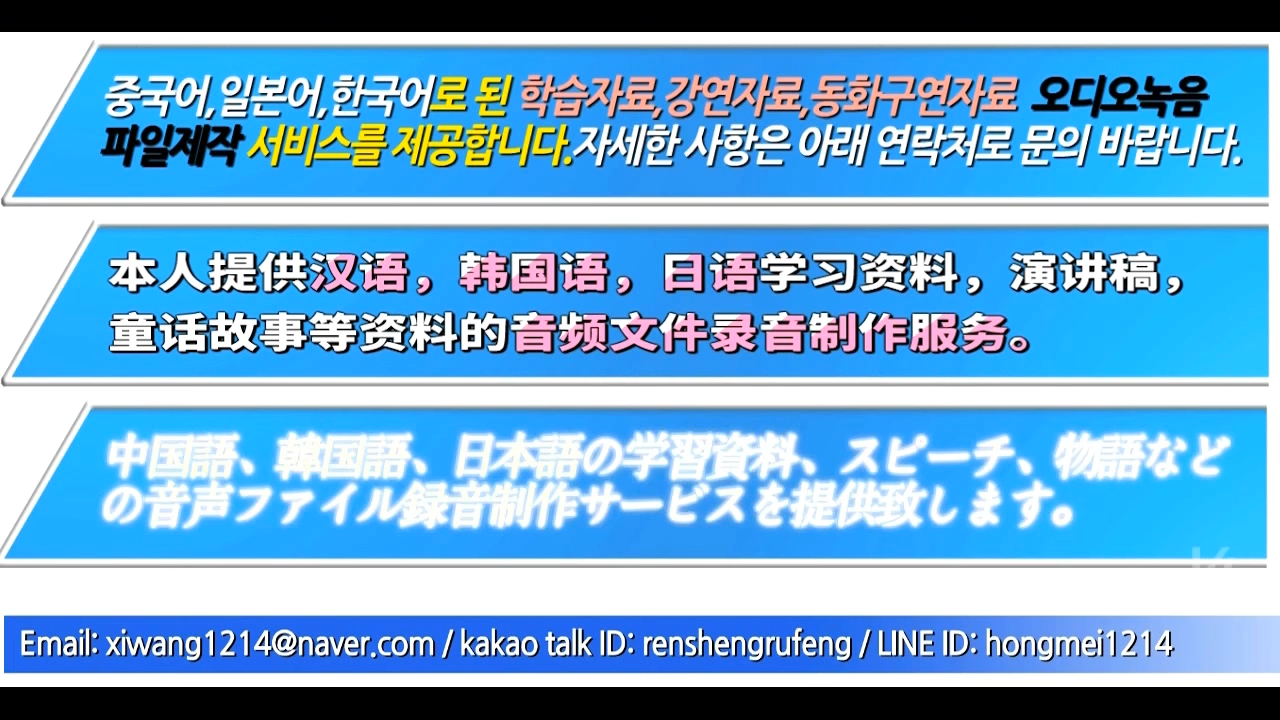 중국어,일본어,한국어로 된 학습자료,강연자료,동화구연자료 오디오녹음
파일제작 서비스를 제공합니다.자세한 사항은 아래 연락처로 문의 바랍니다.
本人提供汉语，韩国语，日语学习资料，演讲稿，
童话故事等资料的音频文件录音制作服务。
中国語、韓国語、日本語の学習資料、スピーチ、物語など
の音声ファイル録音制作サービスを提供致します。
Email: xiwang1214@naver.com / kakao talk ID: renshengrufeng / LINE ID: hongmei1214